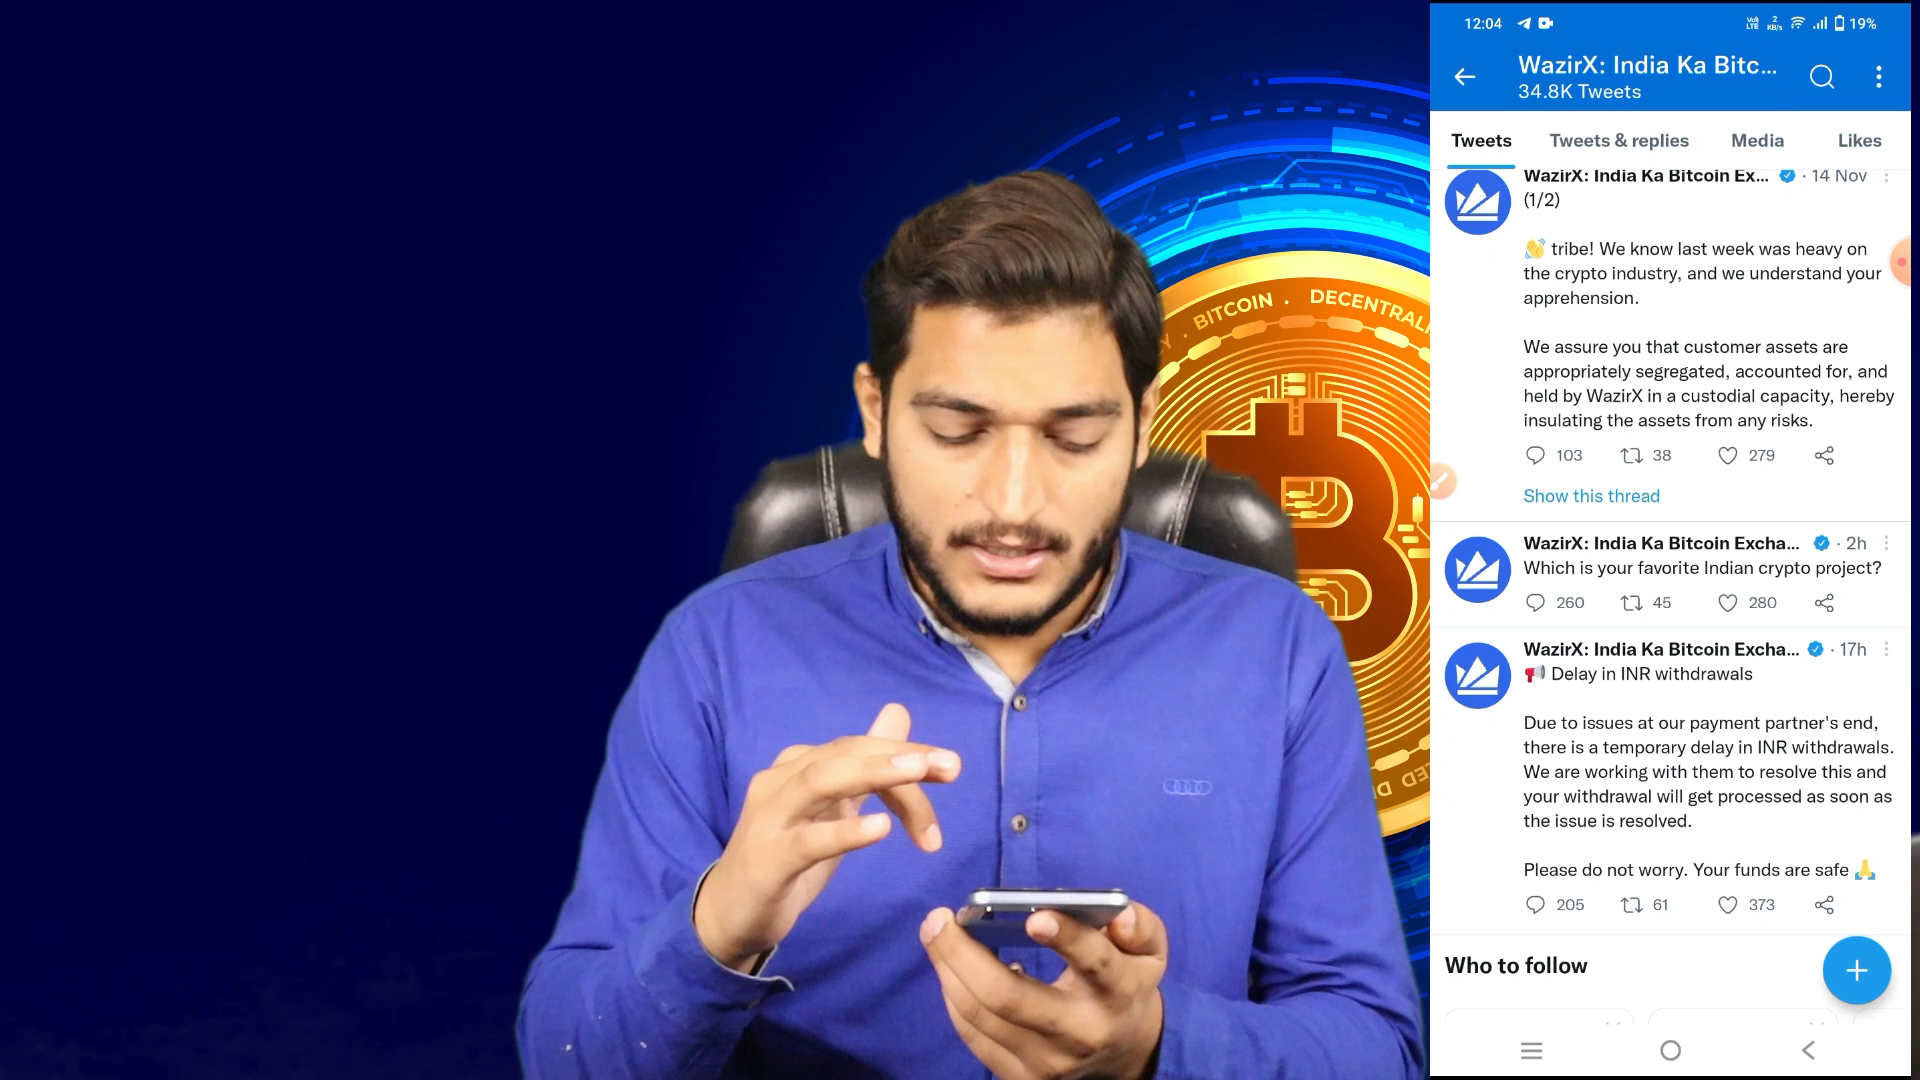 12:04
VoI) LTE
2 KB/s
19%
WazirX: India Ka Bitc...
34.8K Tweets
Tweets
Tweets & replies
Media
Likes
WazirX: India Ka Bitcoin Ex... · 14 Nov
(1/2)
👋 tribe! We know last week was heavy on
the crypto industry, and we understand your
apprehension.
We assure you that customer assets are
appropriately segregated, accounted for, and
held by WazirX in a custodial capacity, hereby
insulating the assets from any risks.
103 38 279
Show this thread
WazirX: India Ka Bitcoin Excha... · 2h
Which is your favorite Indian crypto project?
260 45 280
WazirX: India Ka Bitcoin Excha... · 17h
📢 Delay in INR withdrawals
Due to issues at our payment partner's end,
there is a temporary delay in INR withdrawals.
We are working with them to resolve this and
your withdrawal will get processed as soon as
the issue is resolved.
Please do not worry. Your funds are safe 🙏
205 61 373
Who to follow
Y · BITCOIN · DECENTRAL